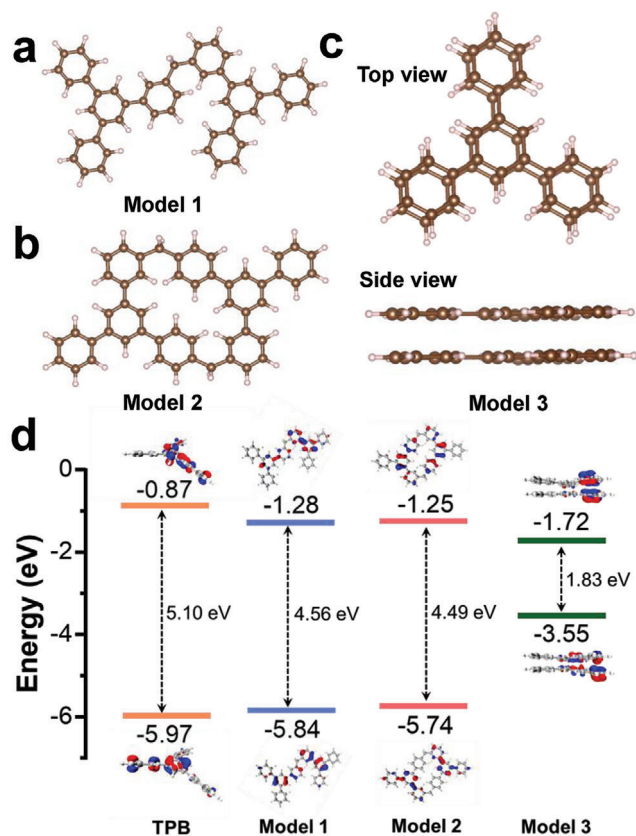 a
c
Top view
Model 1
b
Side view
Model 2
Model 3
d
Energy (eV)
0
-2
-4
-6
-0.87
-1.28
-1.25
-1.72
5.10 eV
4.56 eV
4.49 eV
1.83 eV
-3.55
-5.97
-5.84
-5.74
TPB
Model 1
Model 2
Model 3